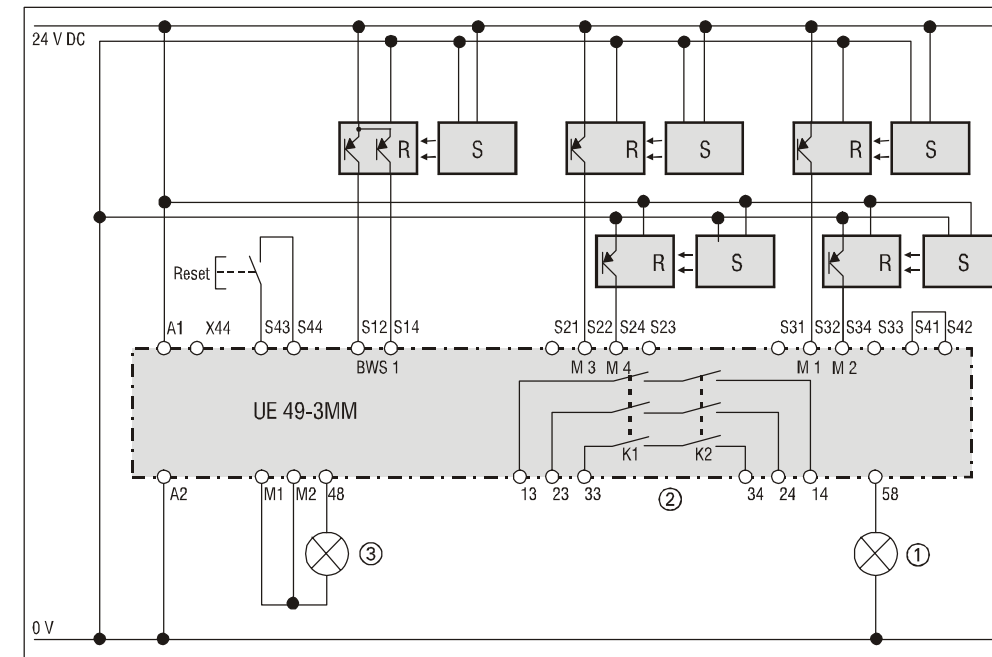 24 V DC
R S R S R S
R S R S
Reset
A1 X44 S43 S44 S12 S14 S21 S22 S24 S23 S31 S32 S34 S33 S41 S42
BWS 1 M 3 M 4 M 1 M 2
UE 49-3MM
K1 K2
A2 M1 M2 48 13 23 33 ② 34 24 14 58
③ ①
0 V